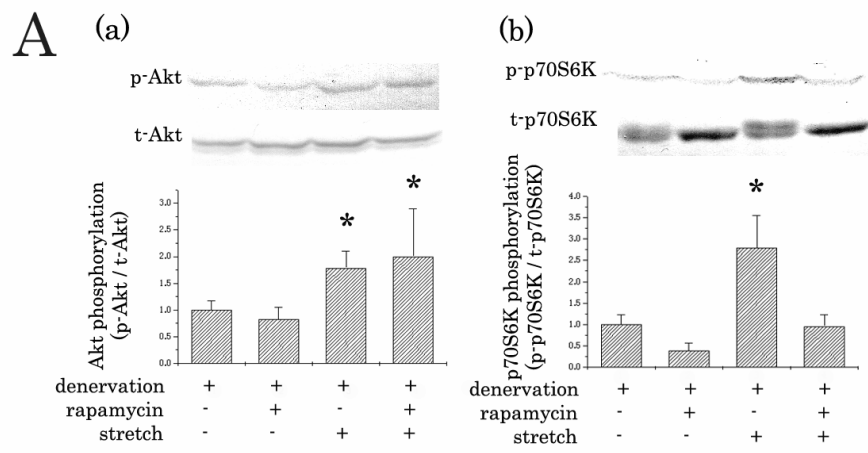 A
(a)
p-Akt
t-Akt
*
*
Akt phosphorylation
(p-Akt / t-Akt)
3.0
2.5
2.0
1.5
1.0
0.5
0.0
denervation + + + +
rapamycin - + - +
stretch - - + +
(b)
p-p70S6K
t-p70S6K
*
p70S6K phosphorylation
(p-p70S6K / t-p70S6K)
4.0
3.5
3.0
2.5
2.0
1.5
1.0
0.5
0.0
denervation + + + +
rapamycin - + - +
stretch - - + +